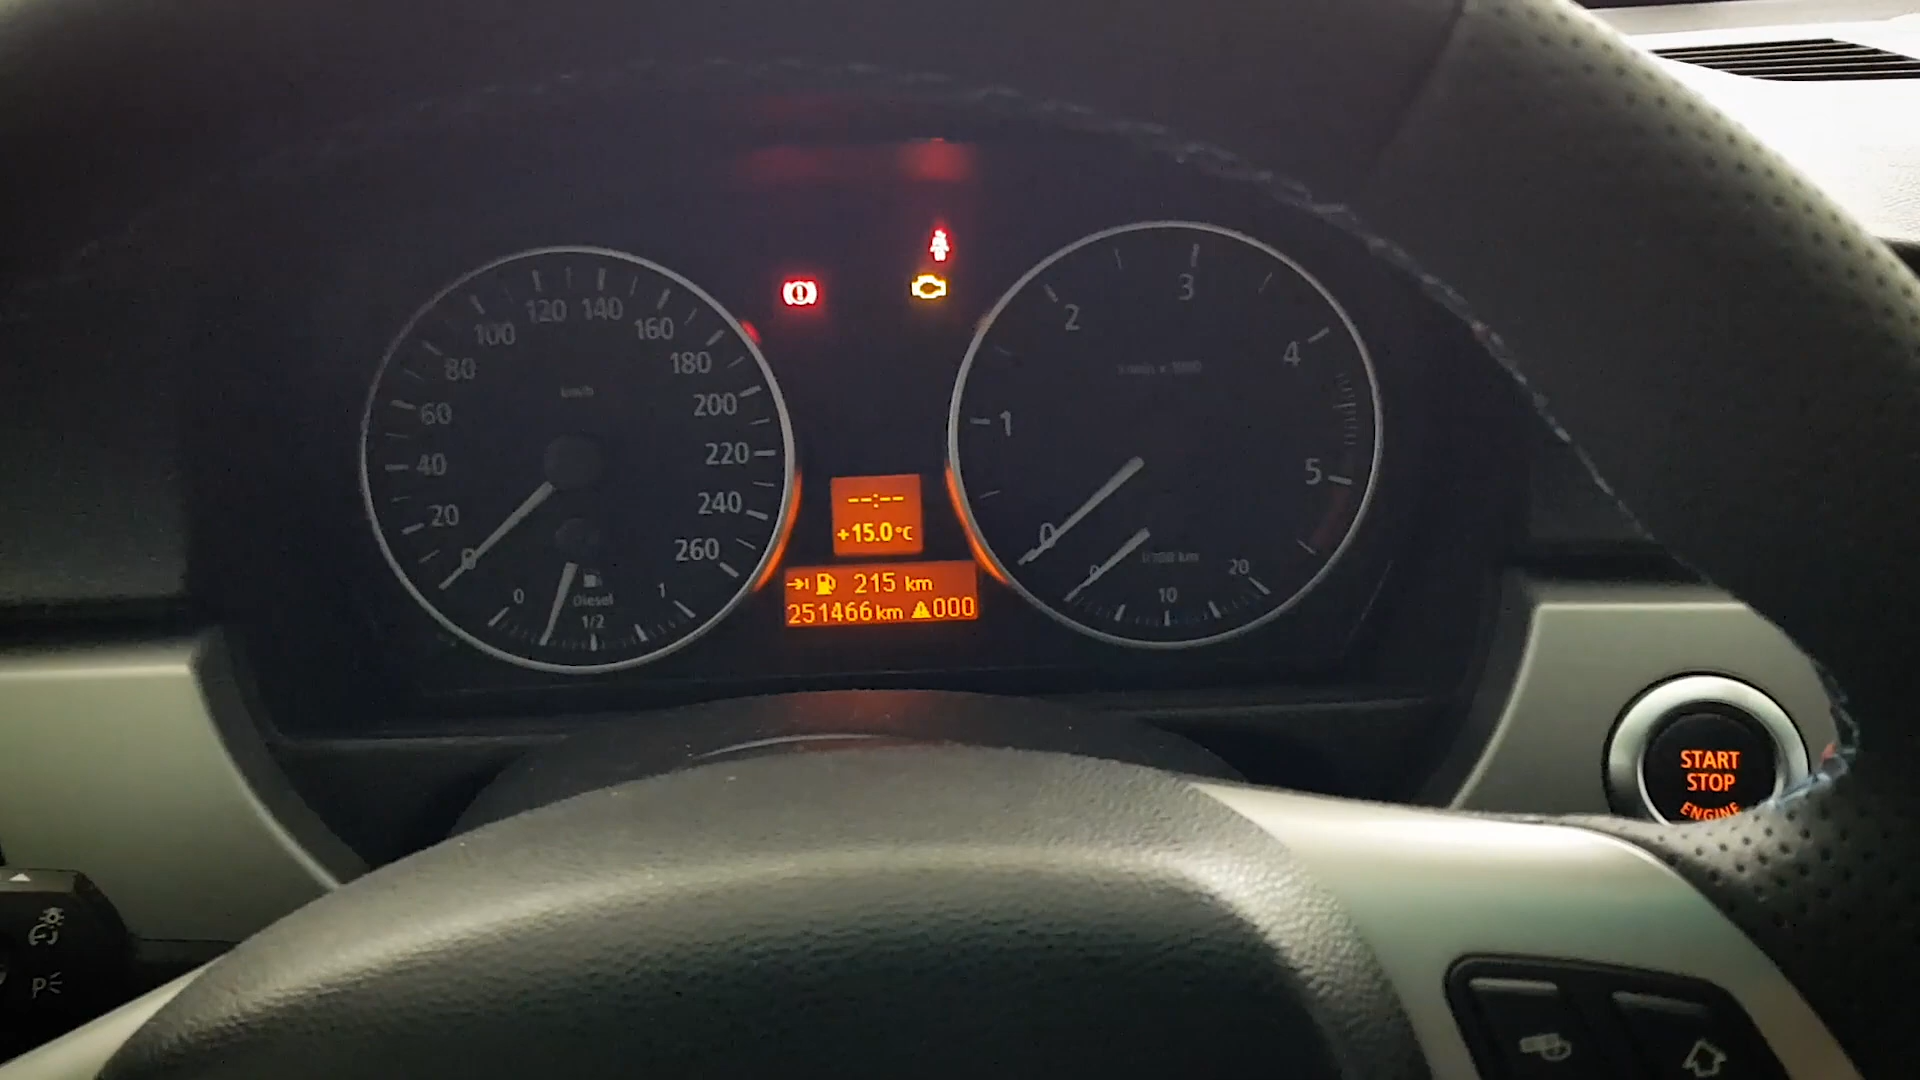 120 140
100 160
80 180
60 200
40 220
20 240
0 260
km/h
0 1/2 1
Diesel
3
2
4
1
5
0
0 10 20
--:--
+15.0°C
215 km
251466km 000
START
STOP
ENGINE
P